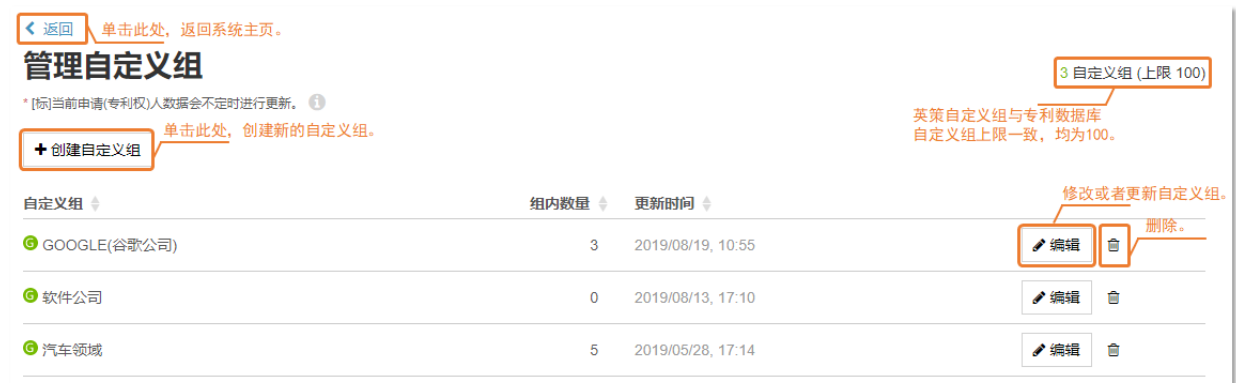 返回
单击此处，返回系统主页。
管理自定义组
3 自定义组 (上限 100)
* [标]当前申请(专利权)人数据会不定时进行更新。
英策自定义组与专利数据库
自定义组上限一致，均为100。
单击此处，创建新的自定义组。
+ 创建自定义组
修改或者更新自定义组。
自定义组 组内数量 更新时间
删除。
G GOOGLE(谷歌公司) 3 2019/08/19, 10:55 编辑
G 软件公司 0 2019/08/13, 17:10 编辑
G 汽车领域 5 2019/05/28, 17:14 编辑